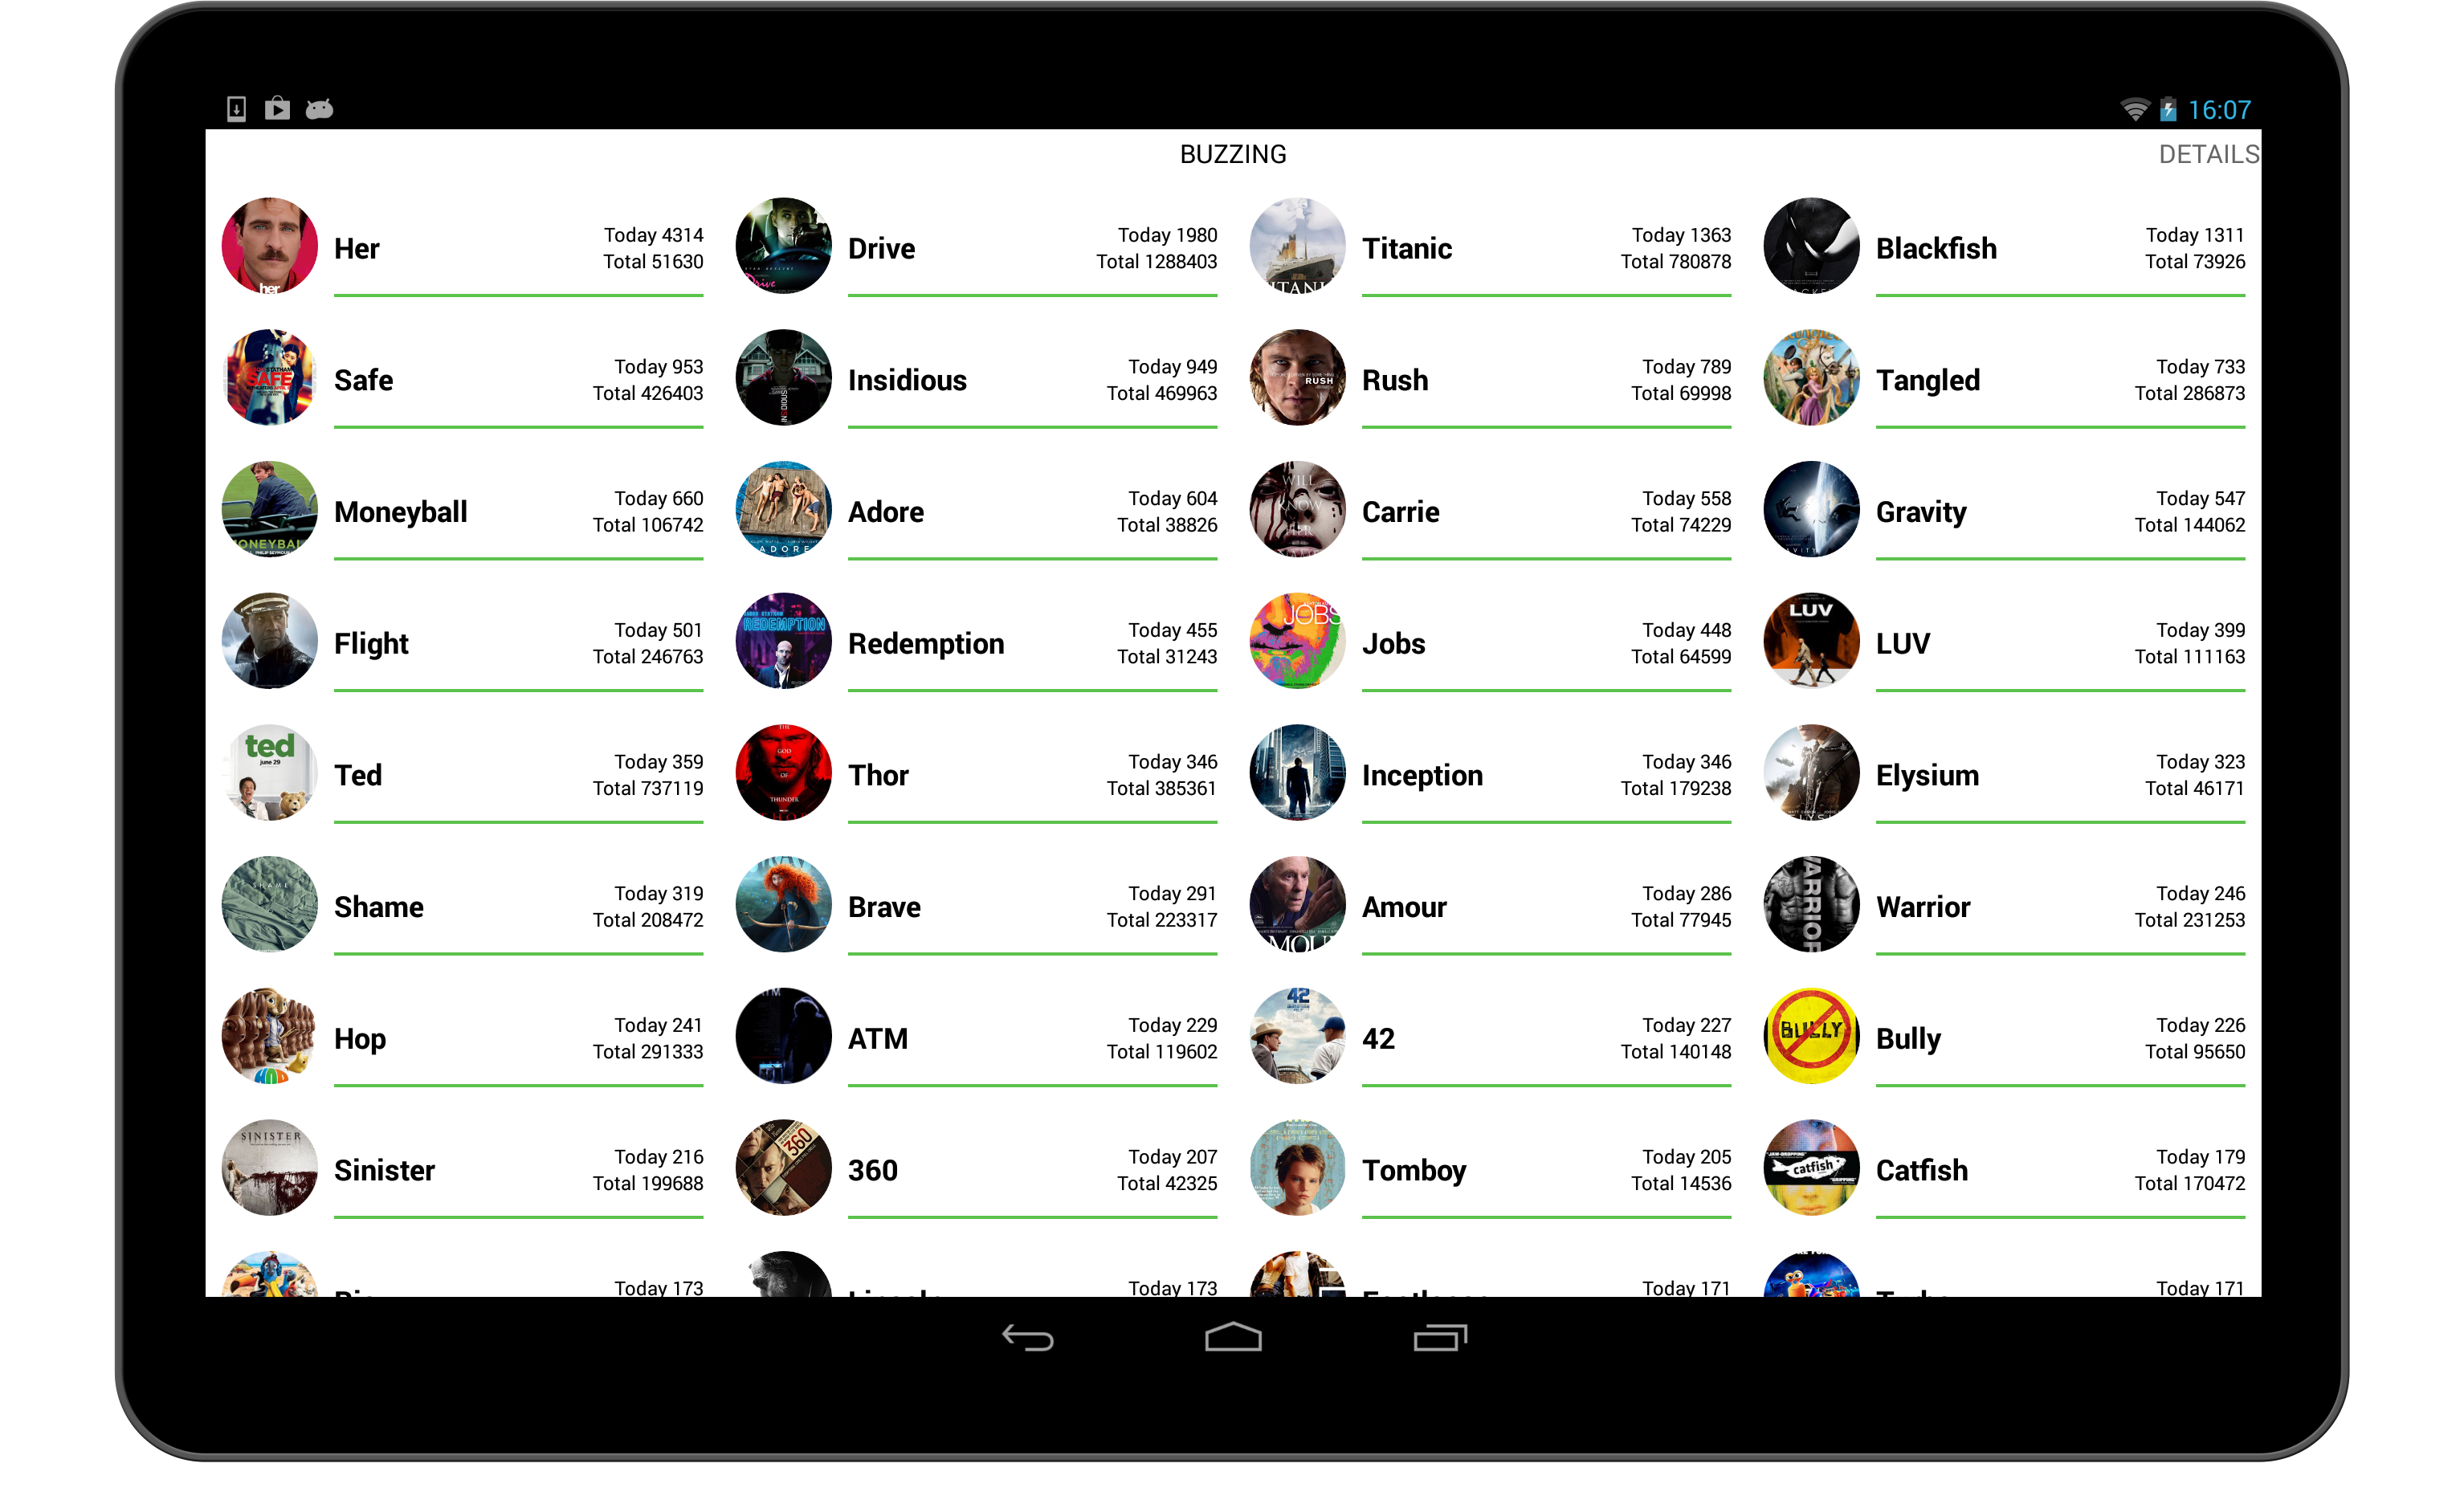 16:07
BUZZING
DETAILS
Her
Today 4314
Total 51630
Drive
Today 1980
Total 1288403
Titanic
Today 1363
Total 780878
Blackfish
Today 1311
Total 73926
Safe
Today 953
Total 426403
Insidious
Today 949
Total 469963
Rush
Today 789
Total 69998
Tangled
Today 733
Total 286873
Moneyball
Today 660
Total 106742
Adore
Today 604
Total 38826
Carrie
Today 558
Total 74229
Gravity
Today 547
Total 144062
Flight
Today 501
Total 246763
Redemption
Today 455
Total 31243
Jobs
Today 448
Total 64599
LUV
Today 399
Total 111163
Ted
Today 359
Total 737119
Thor
Today 346
Total 385361
Inception
Today 346
Total 179238
Elysium
Today 323
Total 46171
Shame
Today 319
Total 208472
Brave
Today 291
Total 223317
Amour
Today 286
Total 77945
Warrior
Today 246
Total 231253
Hop
Today 241
Total 291333
ATM
Today 229
Total 119602
42
Today 227
Total 140148
Bully
Today 226
Total 95650
Sinister
Today 216
Total 199688
360
Today 207
Total 42325
Tomboy
Today 205
Total 14536
Catfish
Today 179
Total 170472
Today 173
Today 173
Today 171
Today 171